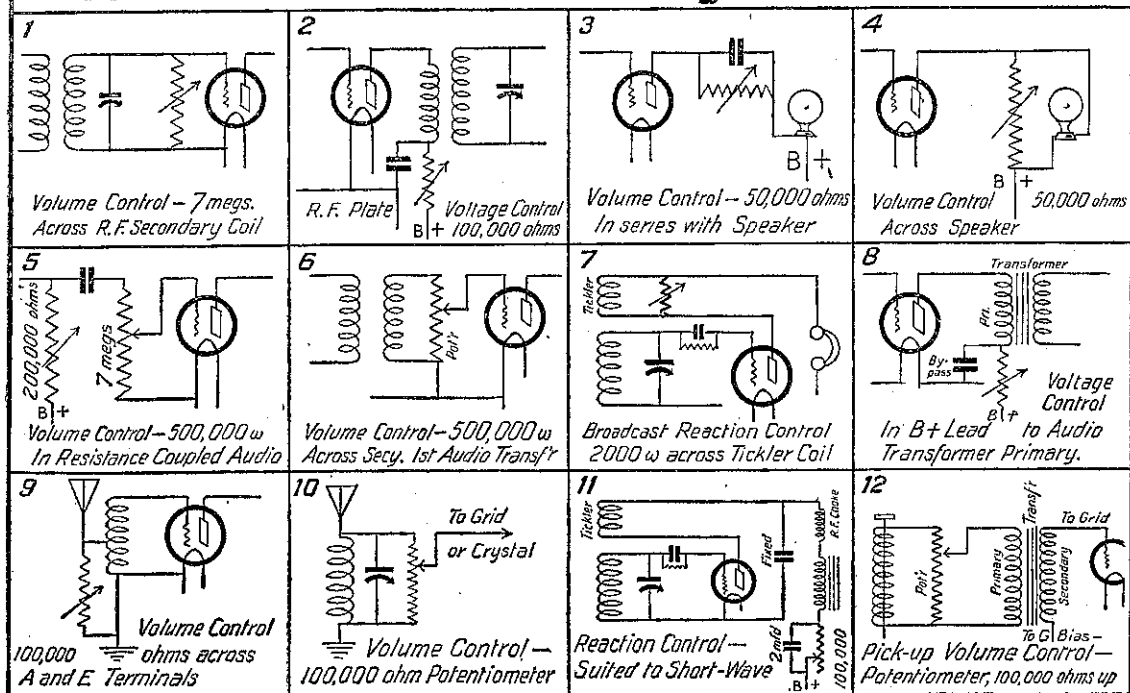 1
Volume Control - 7 megs.
Across R.F. Secondary Coil
2
R.F. Plate
B +
Voltage Control
100,000 ohms
3
B +
Volume Control - 50,000 ohms
In series with Speaker
4
B +
Volume Control 50,000 ohms
Across Speaker
5
200,000 ohms
7 megs
B +
Volume Control - 500,000 ω
In Resistance Coupled Audio
6
Pot'r
Volume Control - 500,000 ω
Across Secy. 1st Audio Transf'r
7
Tickler
Broadcast Reaction Control
2000 ω across Tickler Coil
8
Transformer
Pri.
By-
pass
B +
Voltage
Control
In B+ Lead to Audio
Transformer Primary.
9
Volume Control
100,000 ohms across
A and E Terminals
10
To Grid
or Crystal
Volume Control -
100,000 ohm Potentiometer
11
Tickler
Fixed
R.F. Choke
2 mfd
100,000
B +
Reaction Control -
Suited to Short-Wave
12
Pot'r
Primary
Transf'r
Secondary
To Grid
To G Bias -
Pick-up Volume Control -
Potentiometer, 100,000 ohms up